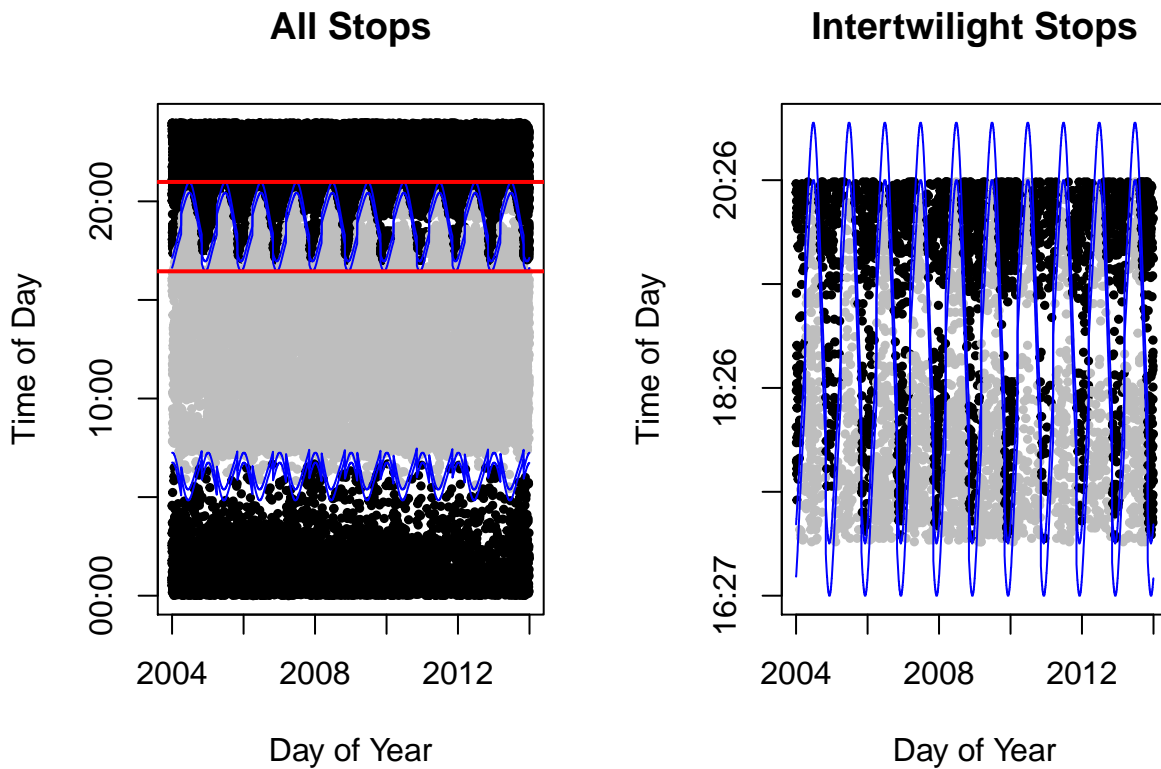 All Stops
Time of Day
20:00
10:00
00:00
2004 2008 2012
Day of Year
Intertwilight Stops
Time of Day
20:26
18:26
16:27
2004 2008 2012
Day of Year